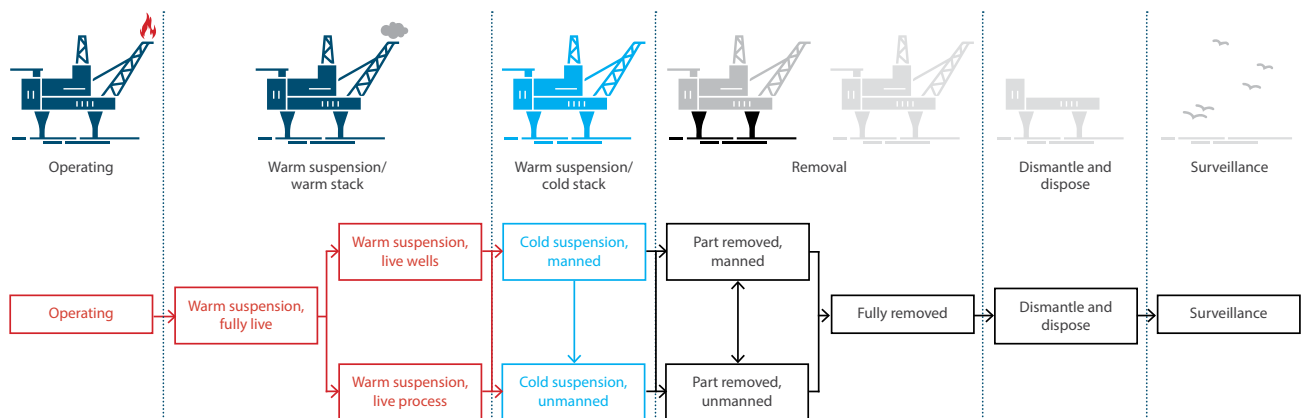 Operating
Warm suspension/
warm stack
Warm suspension/
cold stack
Removal
Dismantle and
dispose
Surveillance
Warm suspension,
live wells
Cold suspension,
manned
Part removed,
manned
Operating
Warm suspension,
fully live
Fully removed
Dismantle and
dispose
Surveillance
Warm suspension,
live process
Cold suspension,
unmanned
Part removed,
unmanned